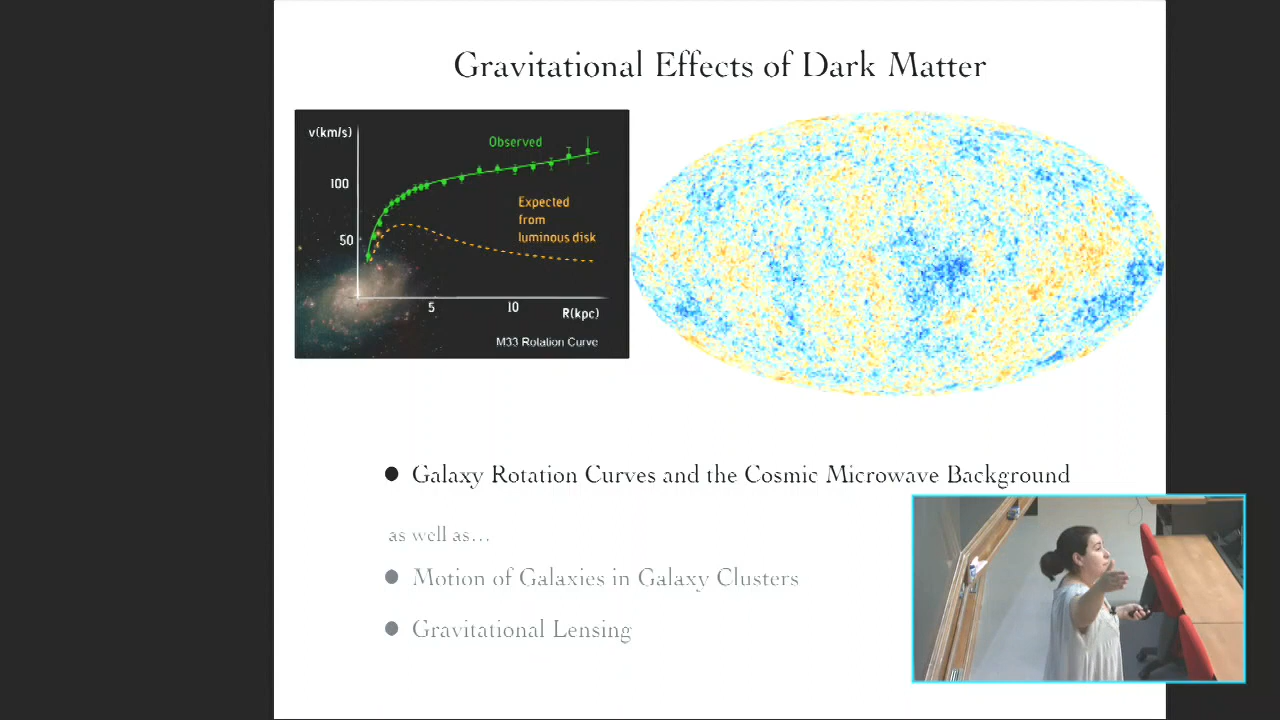 Gravitational Effects of Dark Matter
v(km/s)
Observed
100
Expected
from
luminous disk
50
5
10
R(kpc)
M33 Rotation Curve
● Galaxy Rotation Curves and the Cosmic Microwave Background
as well as...
● Motion of Galaxies in Galaxy Clusters
● Gravitational Lensing